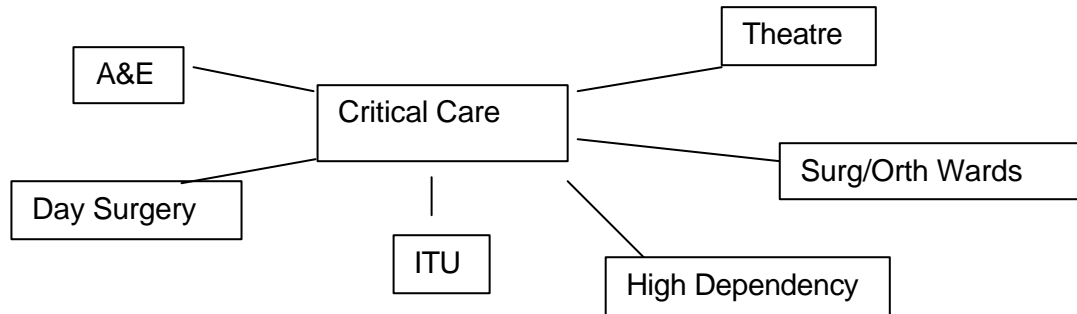 Theatre
A&E
Critical Care
Surg/Orth Wards
Day Surgery
ITU
High Dependency